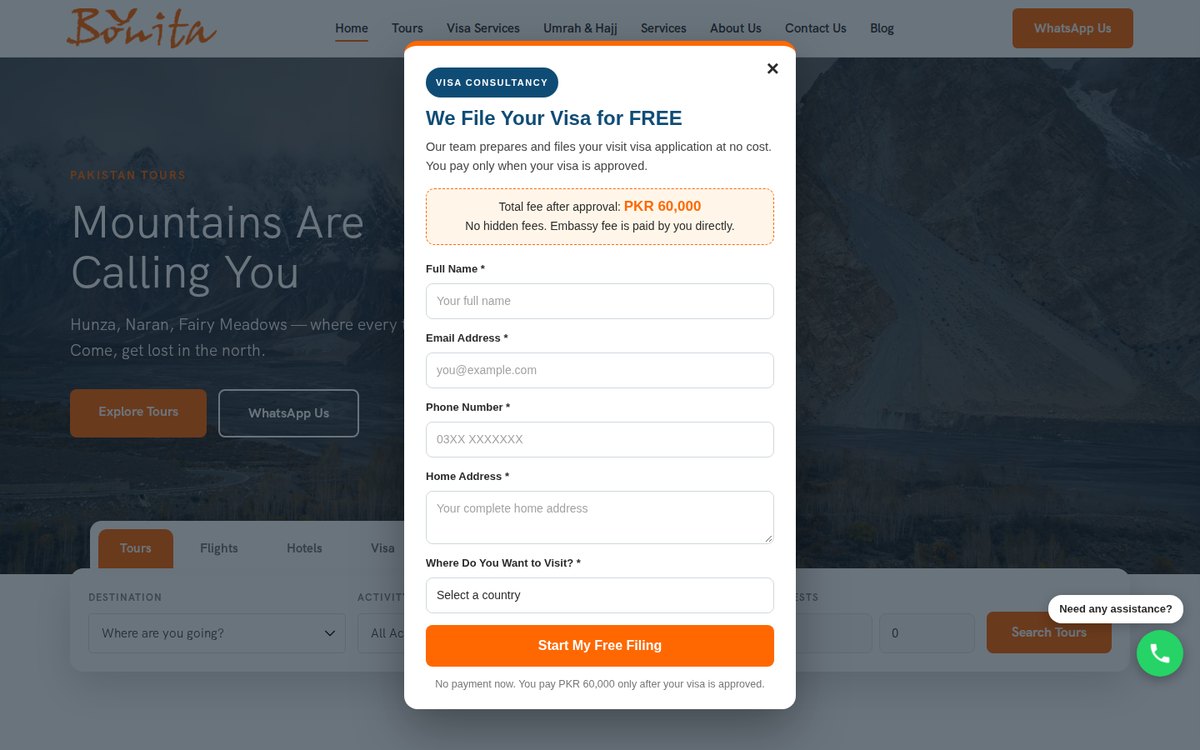 Bonita
Home Tours Visa Services Umrah & Hajj Services About Us Contact Us Blog
WhatsApp Us
PAKISTAN TOURS
Mountains Are
Calling You
Hunza, Naran, Fairy Meadows — where every
Come, get lost in the north.
Explore Tours WhatsApp Us
Tours Flights Hotels Visa
DESTINATION
Where are you going?
0
Search Tours
×
VISA CONSULTANCY
We File Your Visa for FREE
Our team prepares and files your visit visa application at no cost.
You pay only when your visa is approved.
Total fee after approval: PKR 60,000
No hidden fees. Embassy fee is paid by you directly.
Full Name *
Your full name
Email Address *
you@example.com
Phone Number *
03XX XXXXXXX
Home Address *
Your complete home address
Where Do You Want to Visit? *
Select a country
Start My Free Filing
No payment now. You pay PKR 60,000 only after your visa is approved.
Need any assistance?